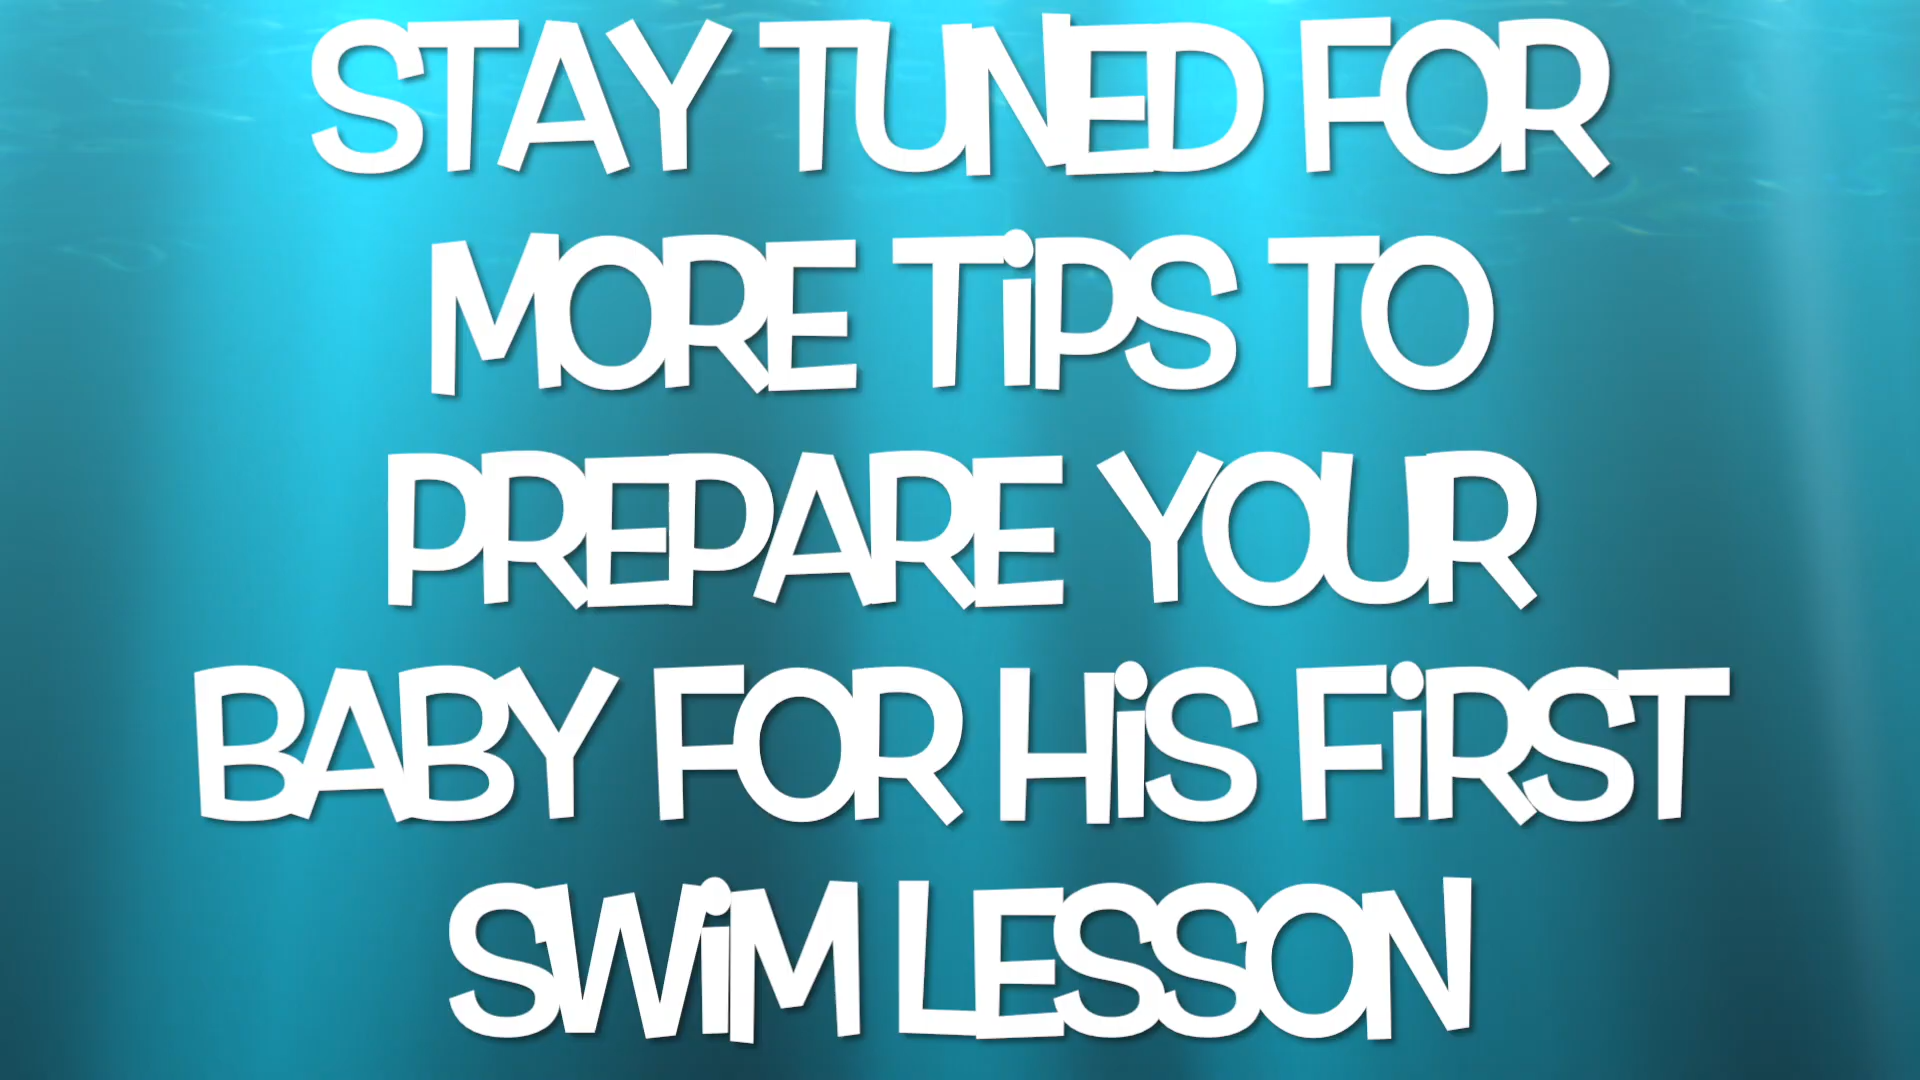 STAY TUNED FOR
MORE TiPS TO
PREPARE YOUR
BABY FOR HiS FiRST
SWiM LESSON